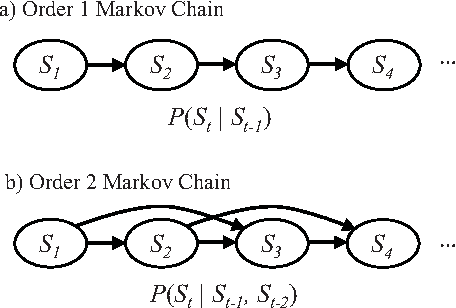 a) Order 1 Markov Chain
S₁ S₂ S₃ S₄ ...
P(Sₜ | Sₜ₋₁)
b) Order 2 Markov Chain
S₁ S₂ S₃ S₄ ...
P(Sₜ | Sₜ₋₁, Sₜ₋₂)